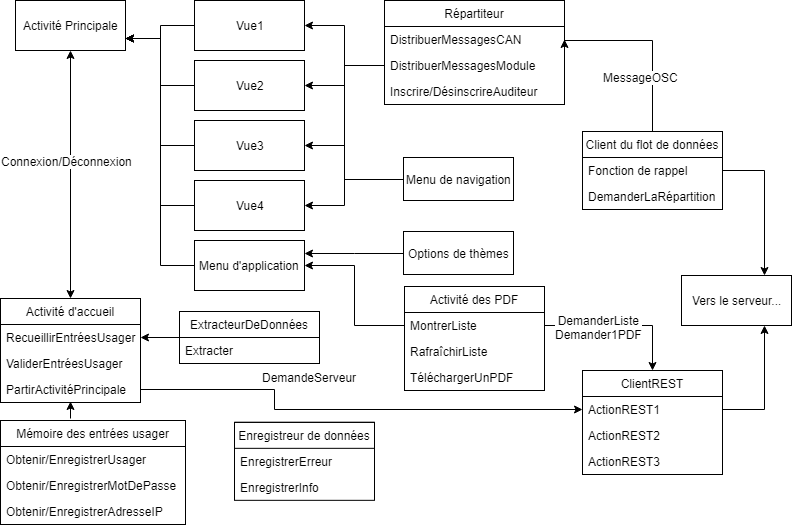 Activité Principale
Vue1
Vue2
Vue3
Vue4
Menu d'application
Répartiteur
DistribuerMessagesCAN
DistribuerMessagesModule
Inscrire/DésinscrireAuditeur
MessageOSC
Client du flot de données
Fonction de rappel
DemanderLaRépartition
Connexion/Déconnexion
Menu de navigation
Options de thèmes
Vers le serveur...
Activité d'accueil
RecueillirEntréesUsager
ValiderEntréesUsager
PartirActivitéPrincipale
ExtracteurDeDonnées
Extracter
Activité des PDF
MontrerListe
RafraîchirListe
TéléchargerUnPDF
DemanderListe
Demander1PDF
DemandeServeur
ClientREST
ActionREST1
ActionREST2
ActionREST3
Mémoire des entrées usager
Obtenir/EnregistrerUsager
Obtenir/EnregistrerMotDePasse
Obtenir/EnregistrerAdresseIP
Enregistreur de données
EnregistrerErreur
EnregistrerInfo